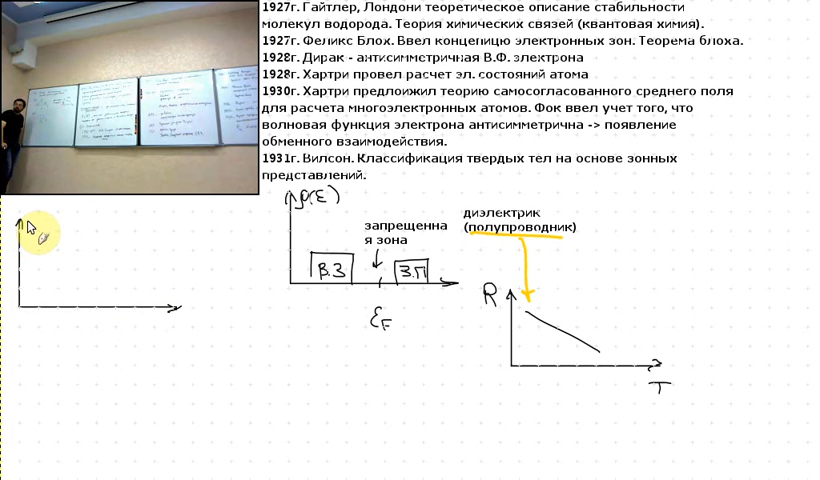 1927г. Гайтлер, Лондони теоретическое описание стабильности
молекул водорода. Теория химических связей (квантовая химия).
1927г. Феликс Блох. Ввел концепицю электронных зон. Теорема блоха.
1928г. Дирак - антисимметричная В.Ф. электрона
1928г. Хартри провел расчет эл. состояний атома
1930г. Хартри предлоижил теорию самосогласованного среднего поля
для расчета многоэлектронных атомов. Фок ввел учет того, что
волновая функция электрона антисимметрична -> появление
обменного взаимодействия.
1931г. Вилсон. Классификация твердых тел на основе зонных
представлений.
ρ(ε)
запрещенна
я зона
диэлектрик
(полупроводник)
В.З
З.П
ε_F
R
T